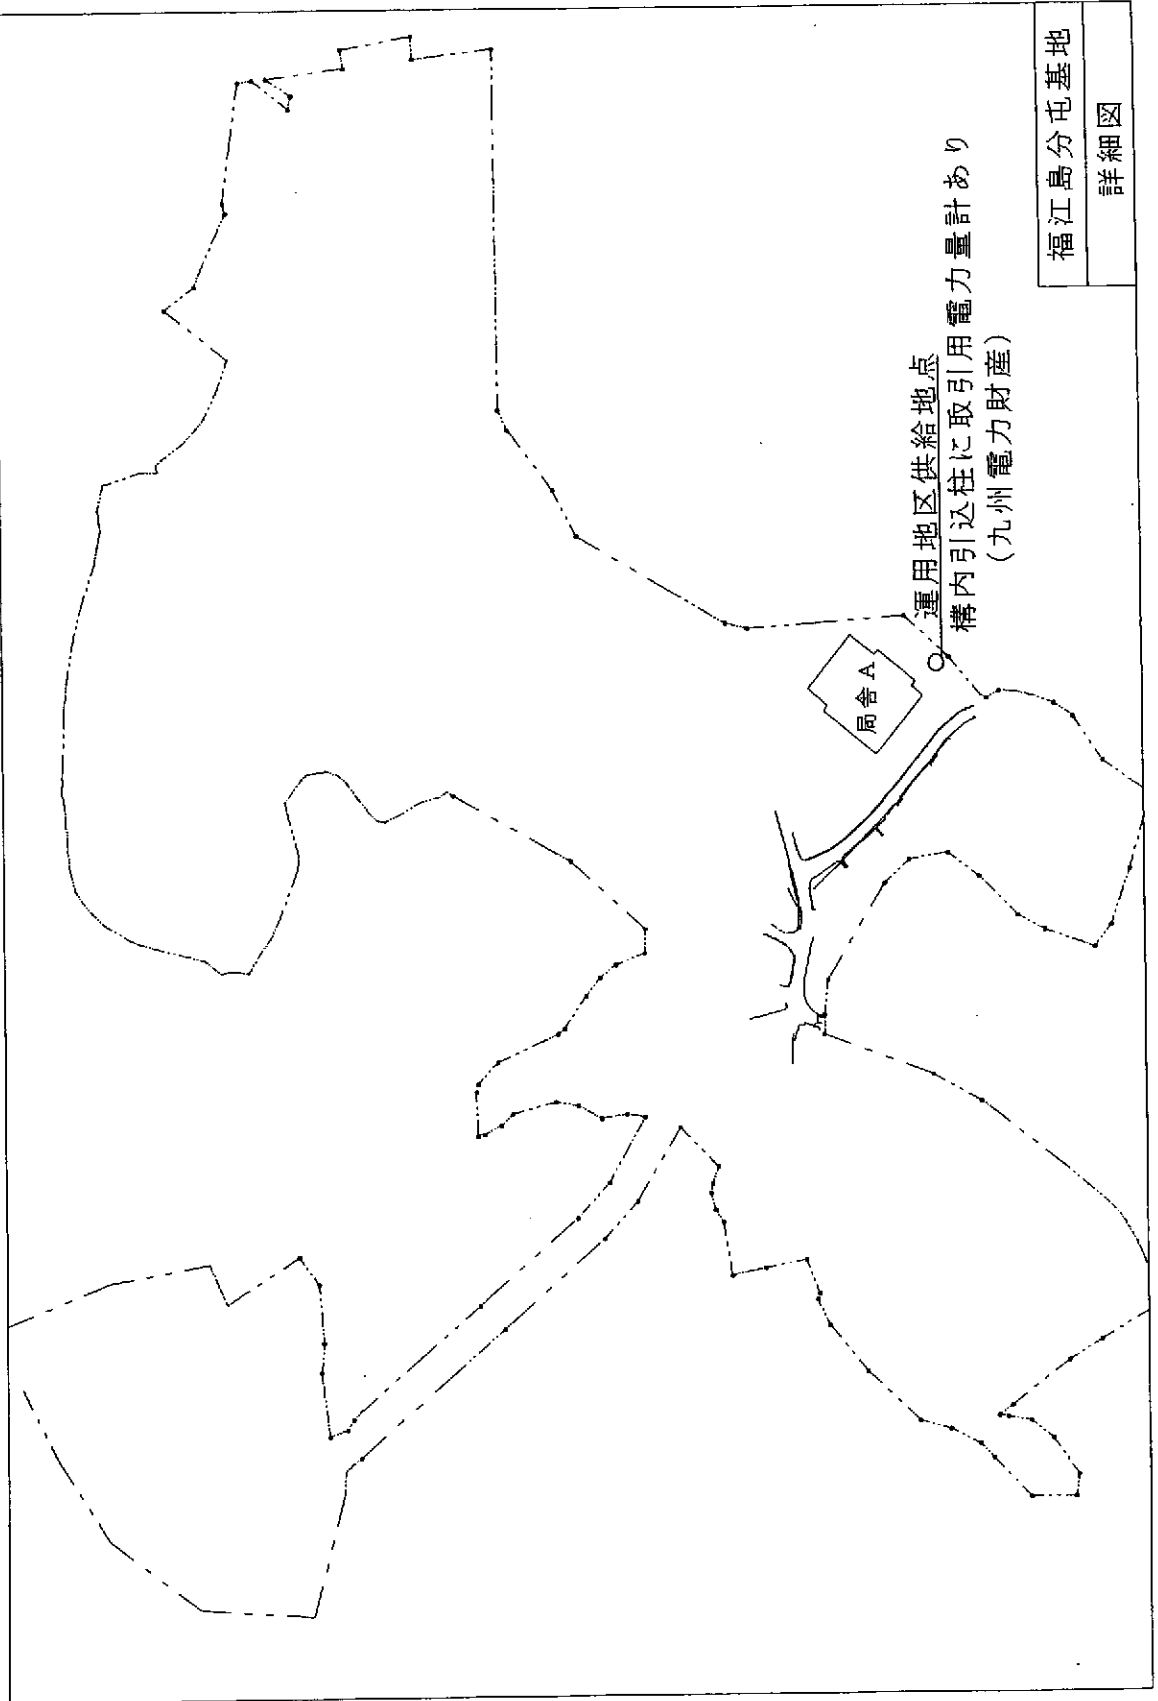 局舎A
運用地区供給地点
構内引込柱に取引用電力量計あり
(九州電力財産)
福江島分屯基地
詳細図